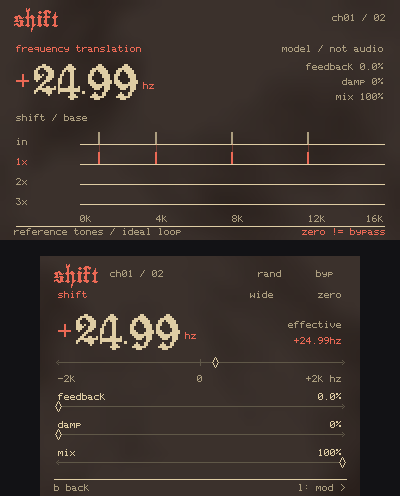 shift ch01 / 02
frequency translation model / not audio
+24.99 hz feedback 0.0%
damp 0%
mix 100%
shift / base
in
1x
2x
3x
0k 4k 8k 12k 16k
reference tones / ideal loop zero != bypass
shift ch01 / 02 rand byp
shift wide zero
+24.99 hz effective
+24.99hz
-2k 0 +2k hz
feedback 0.0%
damp 0%
mix 100%
b back l: mod >